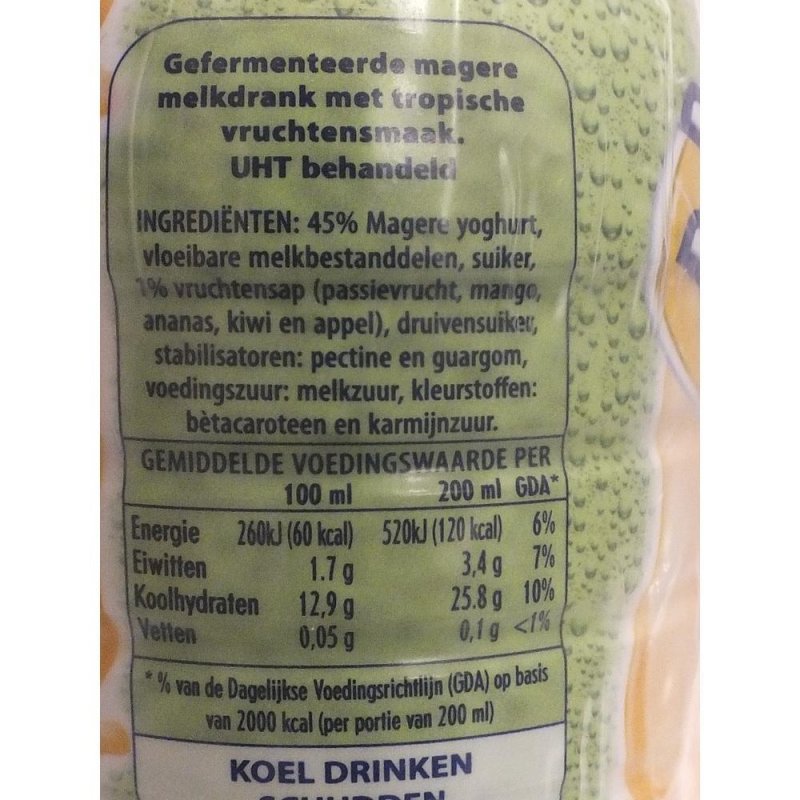 Gefermenteerde magere
melkdrank met tropische
vruchtensmaak.
UHT behandeld
INGREDIËNTEN: 45% Magere yoghurt,
vloeibare melkbestanddelen, suiker,
1% vruchtensap (passievrucht, mango,
ananas, kiwi en appel), druivensuiker,
stabilisatoren: pectine en guargom,
voedingszuur: melkzuur, kleurstoffen:
bètacaroteen en karmijnzuur.
GEMIDDELDE VOEDINGSWAARDE PER
100 ml 200 ml GDA*
Energie 260kJ (60 kcal) 520kJ (120 kcal) 6%
Eiwitten 1.7 g 3,4 g 7%
Koolhydraten 12,9 g 25.8 g 10%
Vetten 0,05 g 0,1 g <1%
* % van de Dagelijkse Voedingsrichtlijn (GDA) op basis
van 2000 kcal (per portie van 200 ml)
KOEL DRINKEN
SCHUDDEN